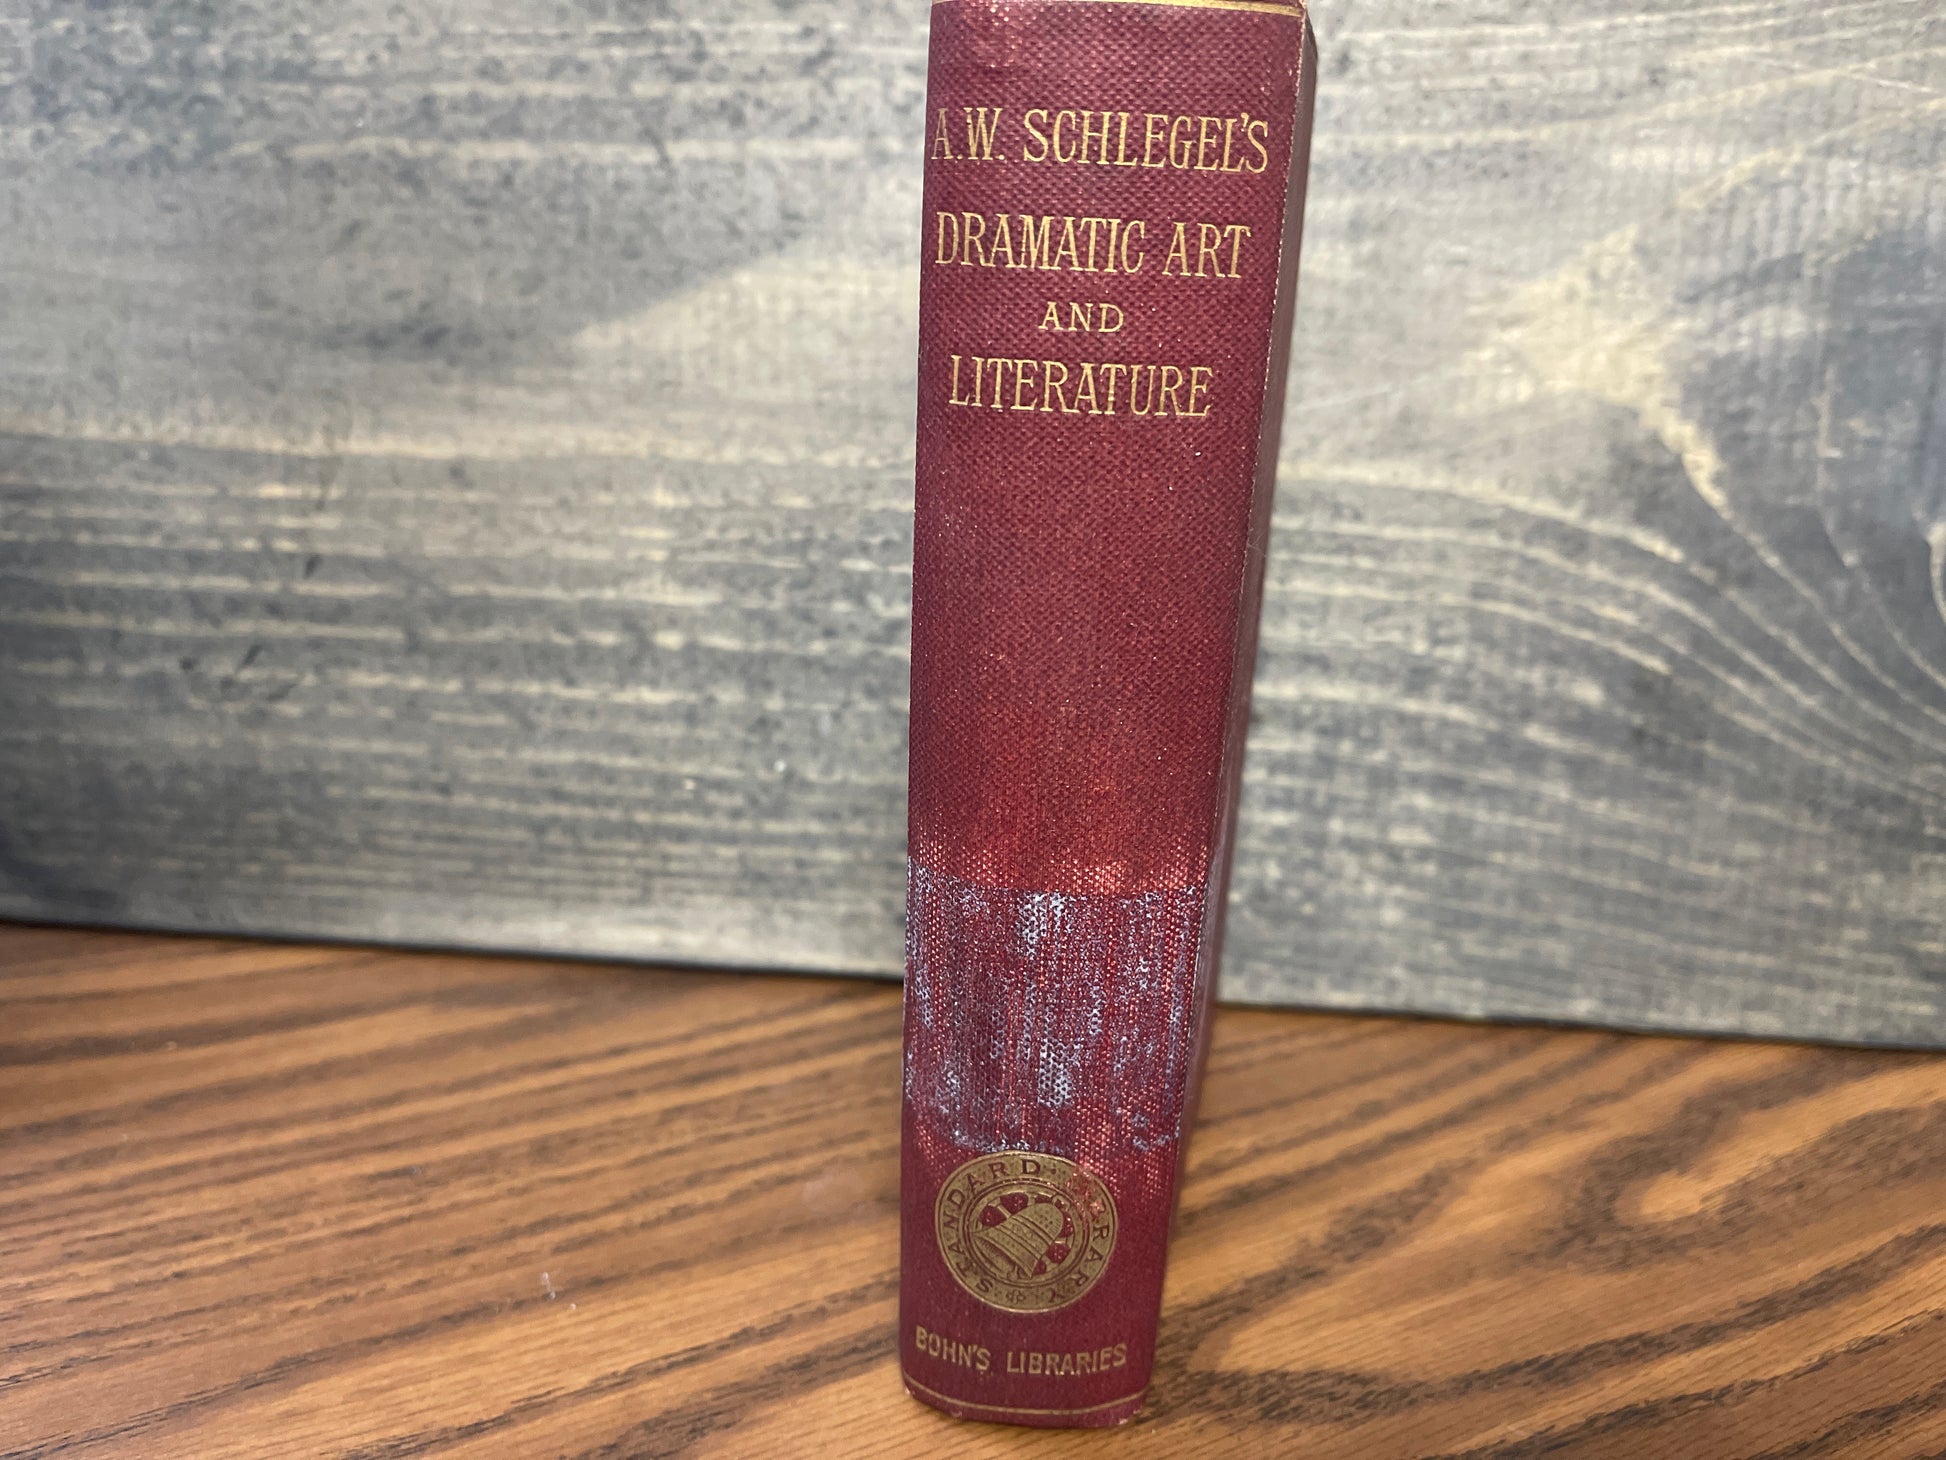 A.W. SCHLEGEL'S
DRAMATIC ART
AND
LITERATURE
STANDARD LIBRARY
BOHN'S LIBRARIES